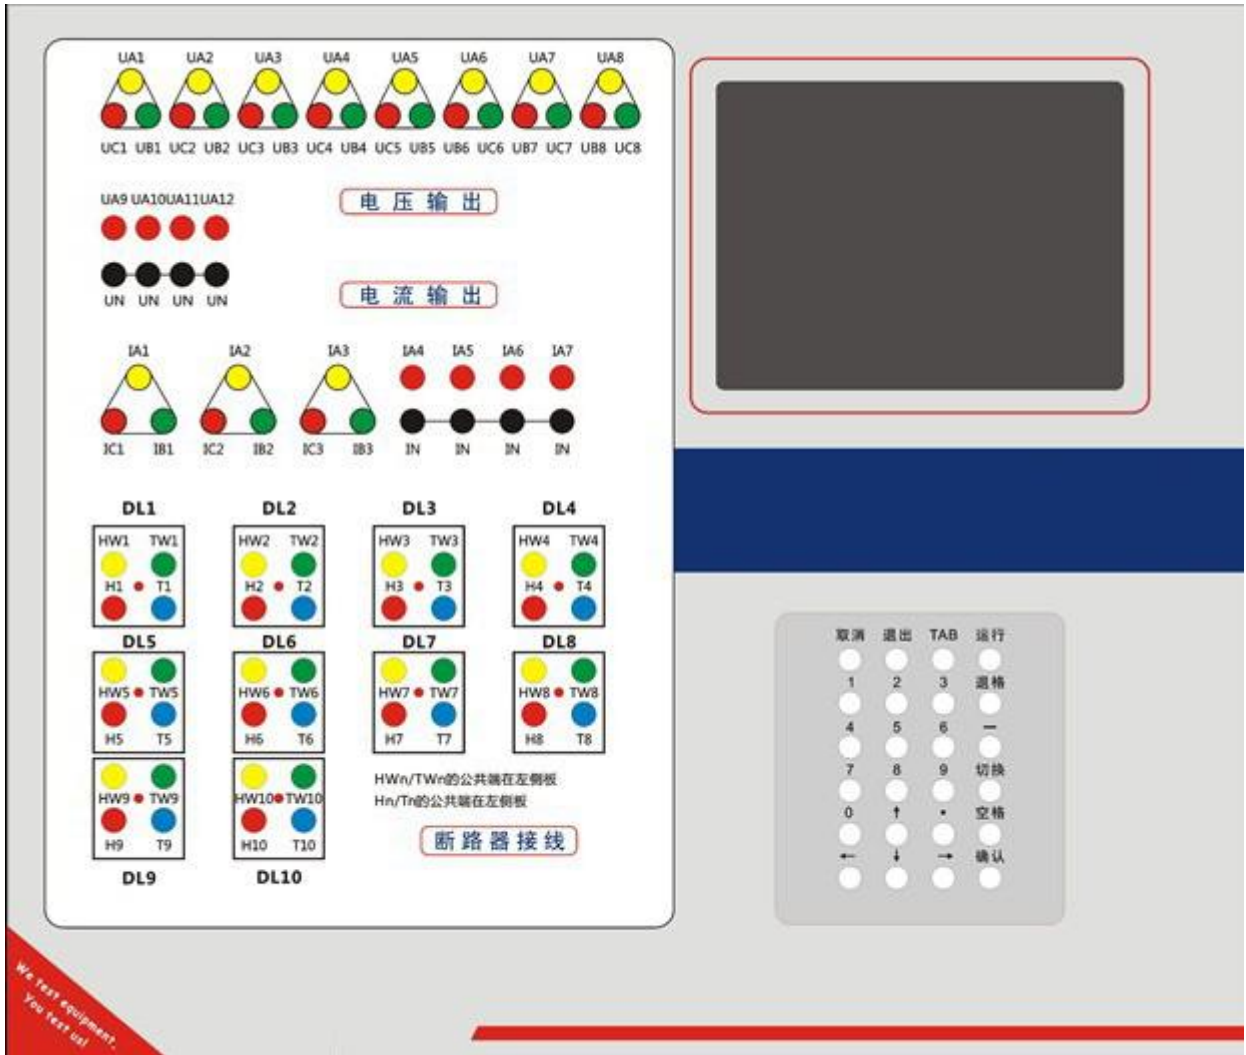 UA1 UA2 UA3 UA4 UA5 UA6 UA7 UA8
UC1 UB1 UC2 UB2 UC3 UB3 UC4 UB4 UC5 UB5 UB6 UC6 UB7 UC7 UB8 UC8
UA9 UA10 UA11 UA12
电压输出
UN UN UN UN
电流输出
IA1 IA2 IA3 IA4 IA5 IA6 IA7
IC1 IB1 IC2 IB2 IC3 IB3 IN IN IN IN
DL1 DL2 DL3 DL4
HW1 TW1 HW2 TW2 HW3 TW3 HW4 TW4
H1 T1 H2 T2 H3 T3 H4 T4
DL5 DL6 DL7 DL8
HW5 TW5 HW6 TW6 HW7 TW7 HW8 TW8
H5 T5 H6 T6 H7 T7 H8 T8
HWn/TWn的公共端在左侧板
Hn/Tn的公共端在左侧板
HW9 TW9 HW10 TW10
断路器接线
H9 T9 H10 T10
DL9 DL10
取消 退出 TAB 运行
1 2 3 退格
4 5 6 —
7 8 9 切换
0 ↑ • 空格
← ↓ → 确认
We test equipment,
You test us!